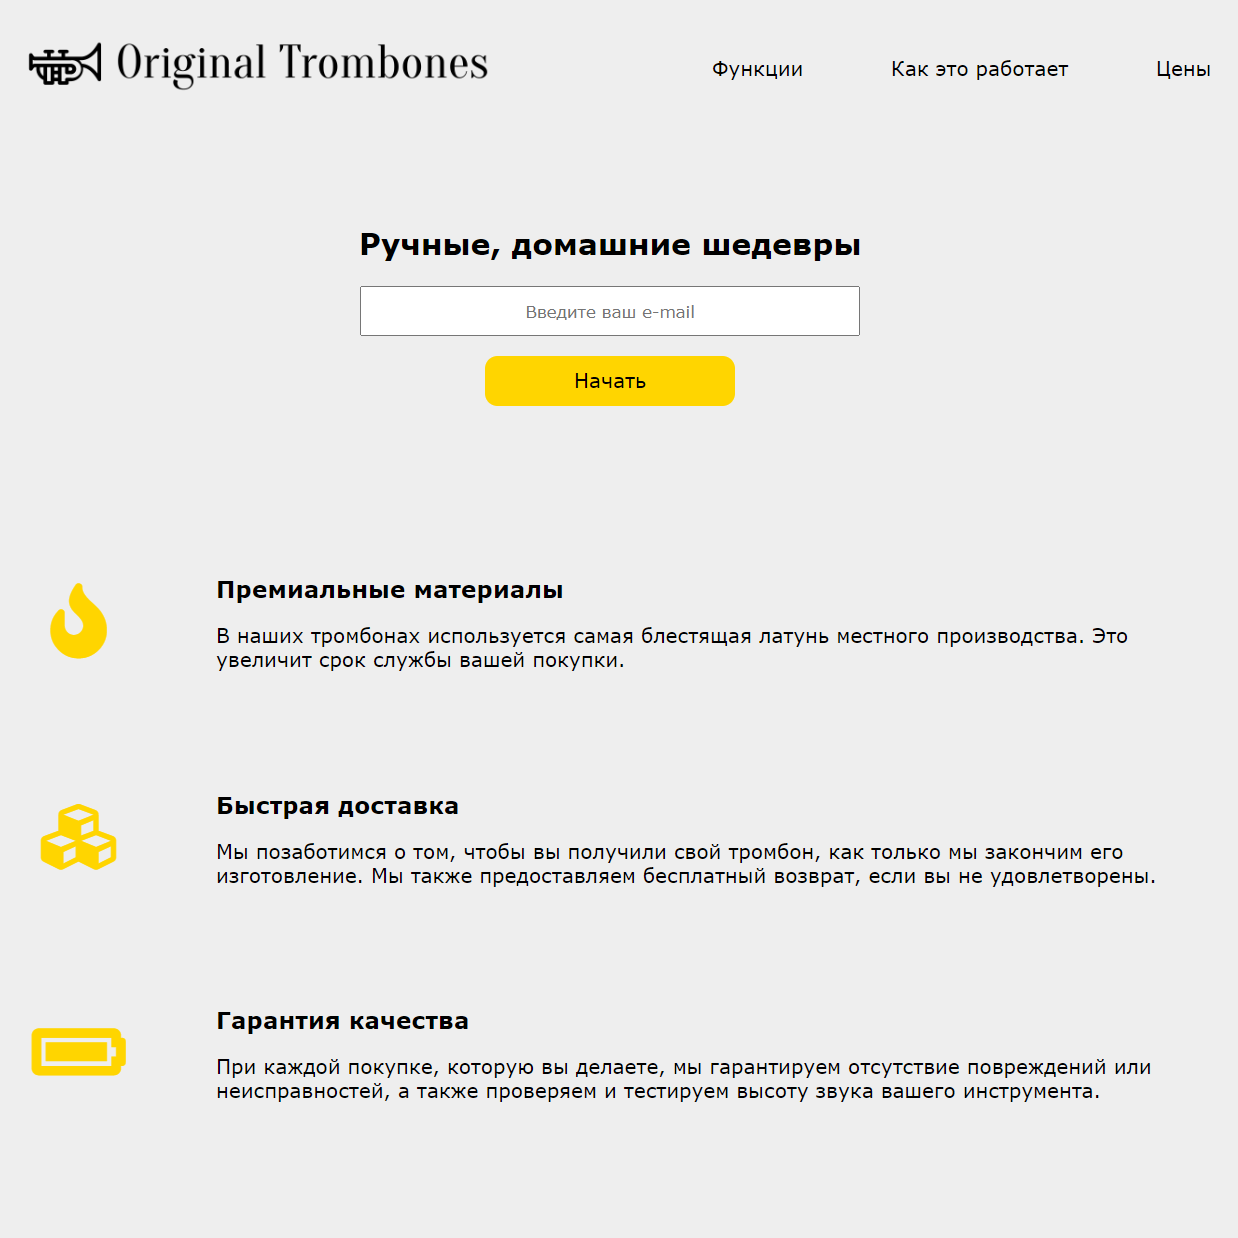 Original Trombones
Функции
Как это работает
Цены
Ручные, домашние шедевры
Введите ваш e-mail
Начать
Премиальные материалы
В наших тромбонах используется самая блестящая латунь местного производства. Это
увеличит срок службы вашей покупки.
Быстрая доставка
Мы позаботимся о том, чтобы вы получили свой тромбон, как только мы закончим его
изготовление. Мы также предоставляем бесплатный возврат, если вы не удовлетворены.
Гарантия качества
При каждой покупке, которую вы делаете, мы гарантируем отсутствие повреждений или
неисправностей, а также проверяем и тестируем высоту звука вашего инструмента.